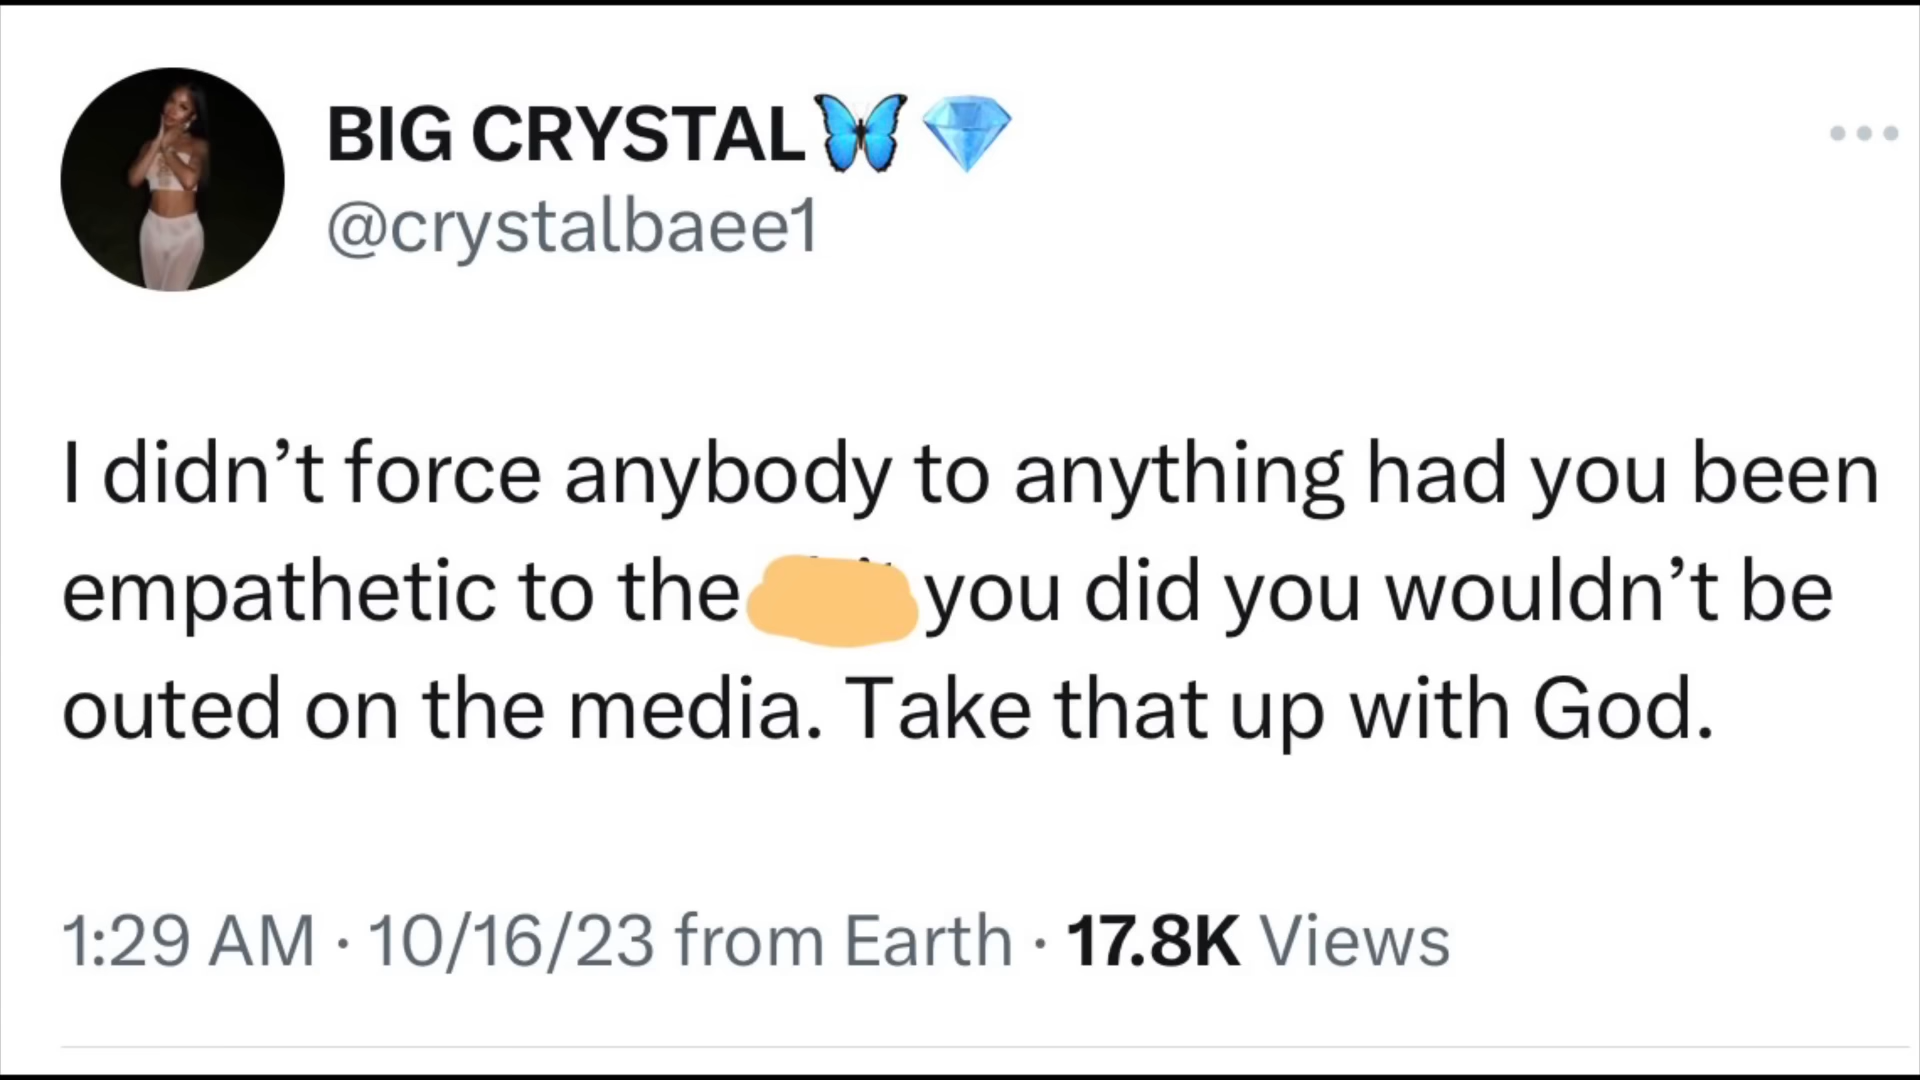 BIG CRYSTAL🦋💎
@crystalbaee1
I didn’t force anybody to anything had you been
empathetic to the you did you wouldn’t be
outed on the media. Take that up with God.
1:29 AM · 10/16/23 from Earth · 17.8K Views